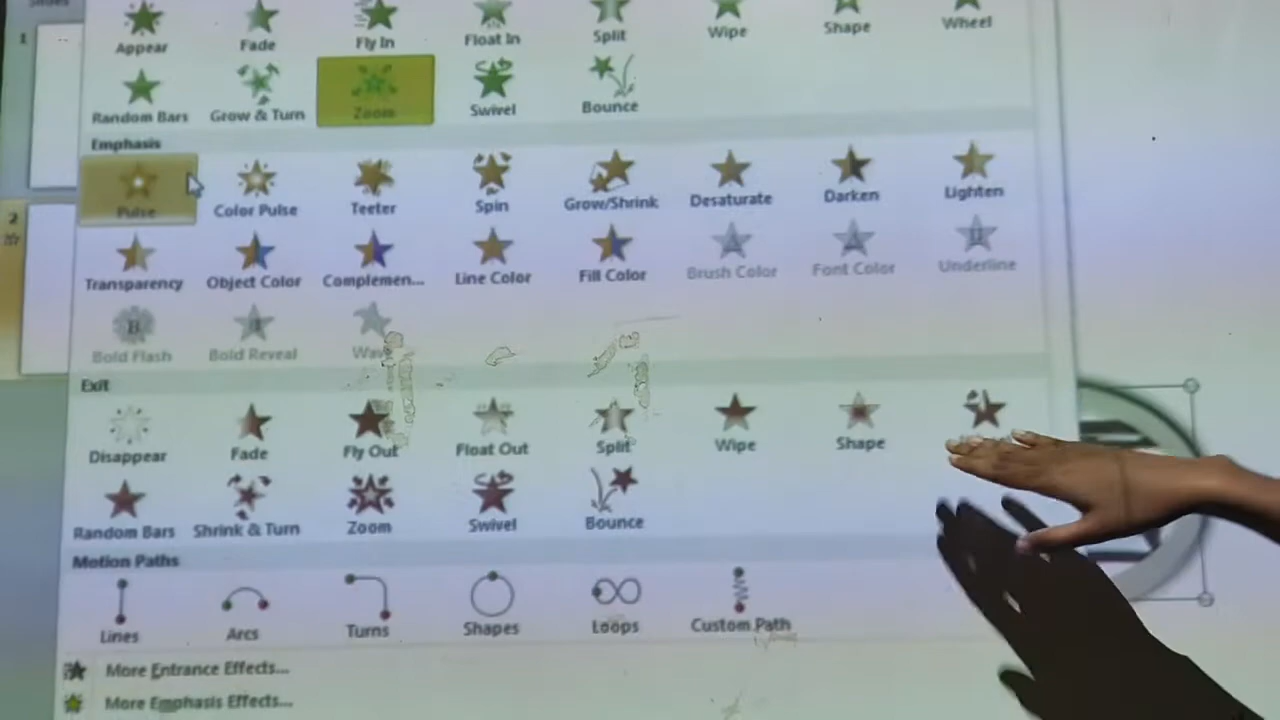 Slides
1
Appear Fade Fly In Float In Split Wipe Shape Wheel
Random Bars Grow & Turn Zoom Swivel Bounce
Emphasis
Pulse Color Pulse Teeter Spin Grow/Shrink Desaturate Darken Lighten
2
Transparency Object Color Complemen... Line Color Fill Color Brush Color Font Color Underline
Bold Flash Bold Reveal Wave
Exit
Disappear Fade Fly Out Float Out Split Wipe Shape
Random Bars Shrink & Turn Zoom Swivel Bounce
Motion Paths
Lines Arcs Turns Shapes Loops Custom Path
More Entrance Effects...
More Emphasis Effects...